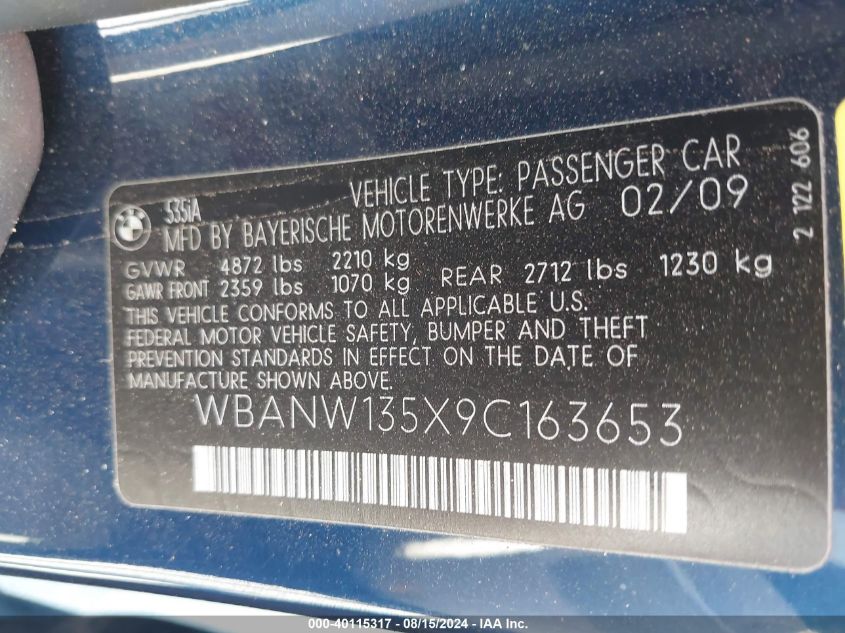 535iA VEHICLE TYPE: PASSENGER CAR
MFD BY BAYERISCHE MOTORENWERKE AG 02/09
GVWR 4872 lbs 2210 kg
GAWR FRONT 2359 lbs 1070 kg REAR 2712 lbs 1230 kg
THIS VEHICLE CONFORMS TO ALL APPLICABLE U.S.
FEDERAL MOTOR VEHICLE SAFETY, BUMPER AND THEFT
PREVENTION STANDARDS IN EFFECT ON THE DATE OF
MANUFACTURE SHOWN ABOVE.
WBANW135X9C163653
2 122 606
000-40115317 - 08/15/2024 - IAA Inc.